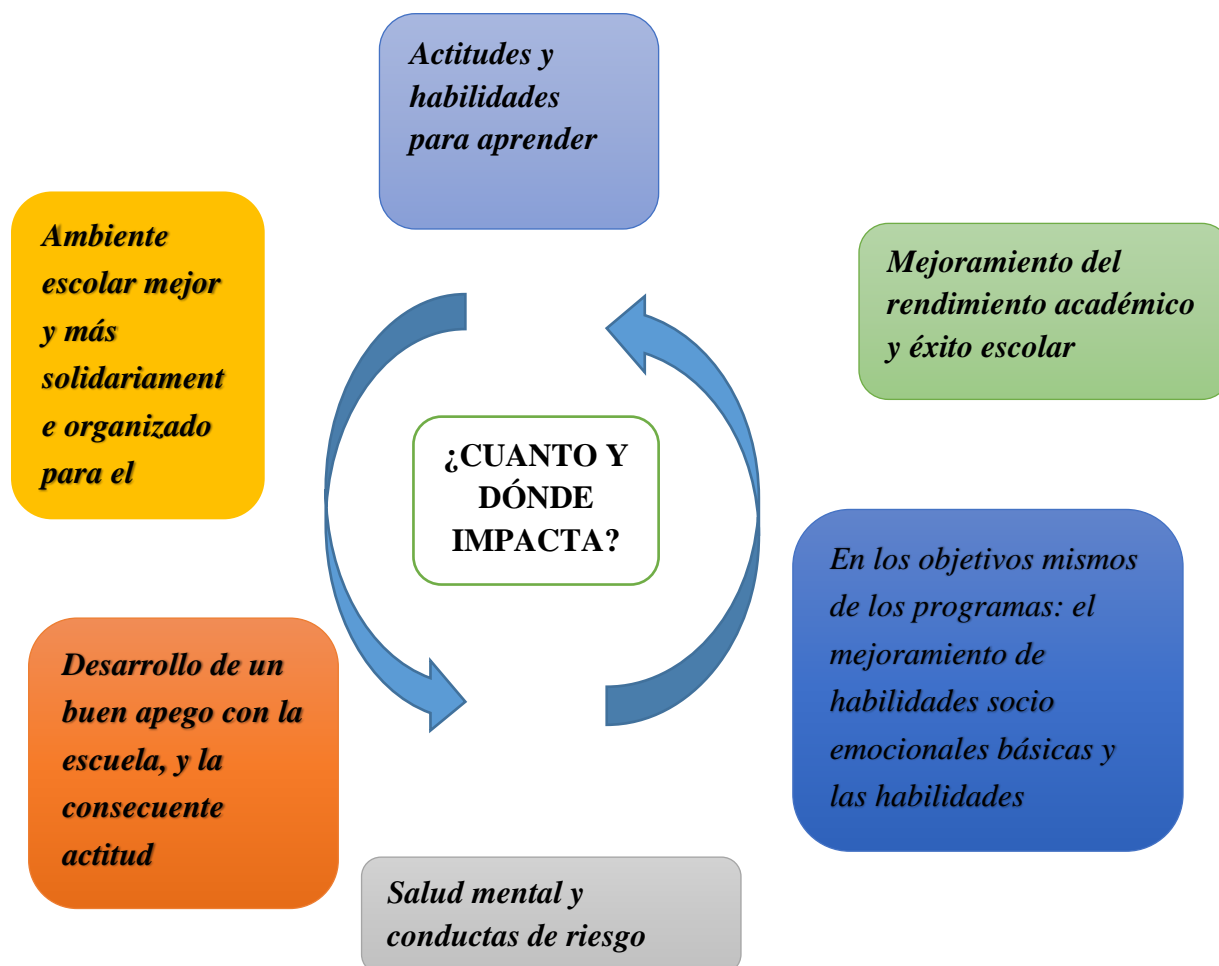 Actitudes y
habilidades
para aprender
Ambiente
escolar mejor
y más
solidariament
e organizado
para el
Mejoramiento del
rendimiento académico
y éxito escolar
¿CUANTO Y
DÓNDE
IMPACTA?
En los objetivos mismos
de los programas: el
mejoramiento de
habilidades socio
emocionales básicas y
las habilidades
Desarrollo de un
buen apego con la
escuela, y la
consecuente
actitud
Salud mental y
conductas de riesgo